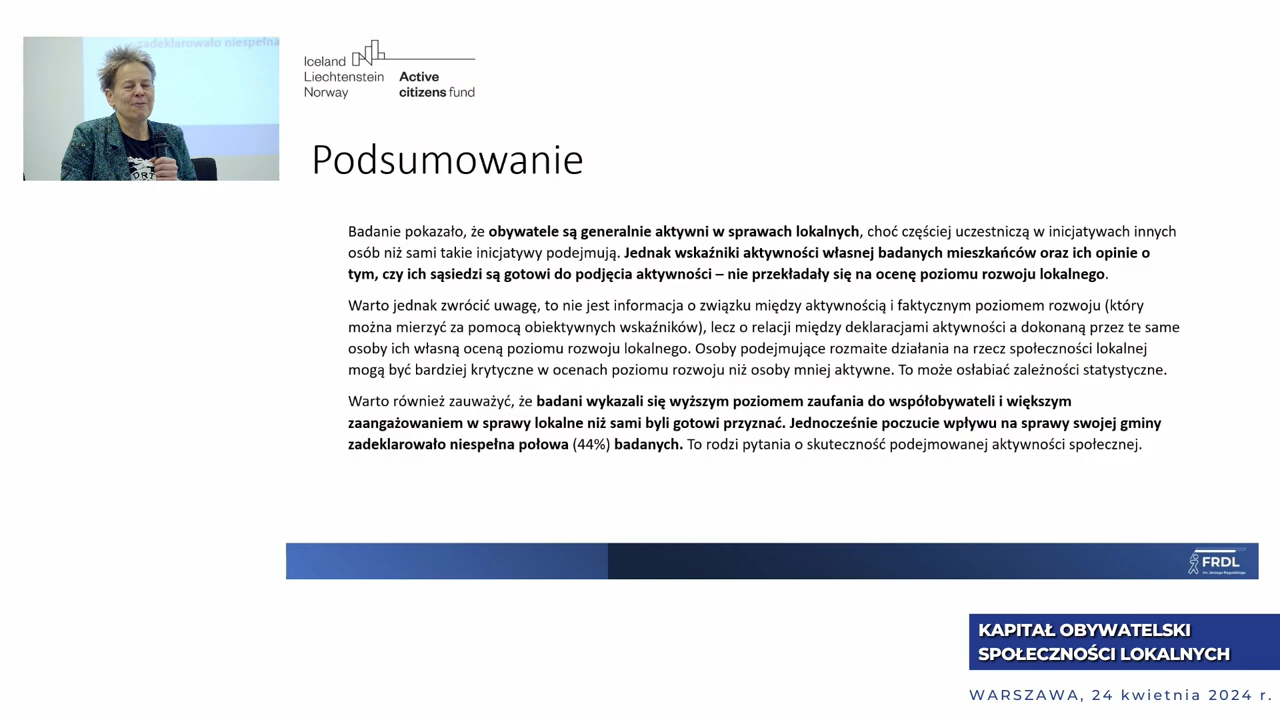 zadeklarowało niespełna
Iceland
Liechtenstein
Norway
Active
citizens fund
Podsumowanie
Badanie pokazało, że obywatele są generalnie aktywni w sprawach lokalnych, choć częściej uczestniczą w inicjatywach innych
osób niż sami takie inicjatywy podejmują. Jednak wskaźniki aktywności własnej badanych mieszkańców oraz ich opinie o
tym, czy ich sąsiedzi są gotowi do podjęcia aktywności – nie przekładały się na ocenę poziomu rozwoju lokalnego.
Warto jednak zwrócić uwagę, to nie jest informacja o związku między aktywnością i faktycznym poziomem rozwoju (który
można mierzyć za pomocą obiektywnych wskaźników), lecz o relacji między deklaracjami aktywności a dokonaną przez te same
osoby ich własną oceną poziomu rozwoju lokalnego. Osoby podejmujące rozmaite działania na rzecz społeczności lokalnej
mogą być bardziej krytyczne w ocenach poziomu rozwoju niż osoby mniej aktywne. To może osłabiać zależności statystyczne.
Warto również zauważyć, że badani wykazali się wyższym poziomem zaufania do współobywateli i większym
zaangażowaniem w sprawy lokalne niż sami byli gotowi przyznać. Jednocześnie poczucie wpływu na sprawy swojej gminy
zadeklarowało niespełna połowa (44%) badanych. To rodzi pytania o skuteczność podejmowanej aktywności społecznej.
FRDL
KAPITAŁ OBYWATELSKI
SPOŁECZNOŚCI LOKALNYCH
WARSZAWA, 24 kwietnia 2024 r.